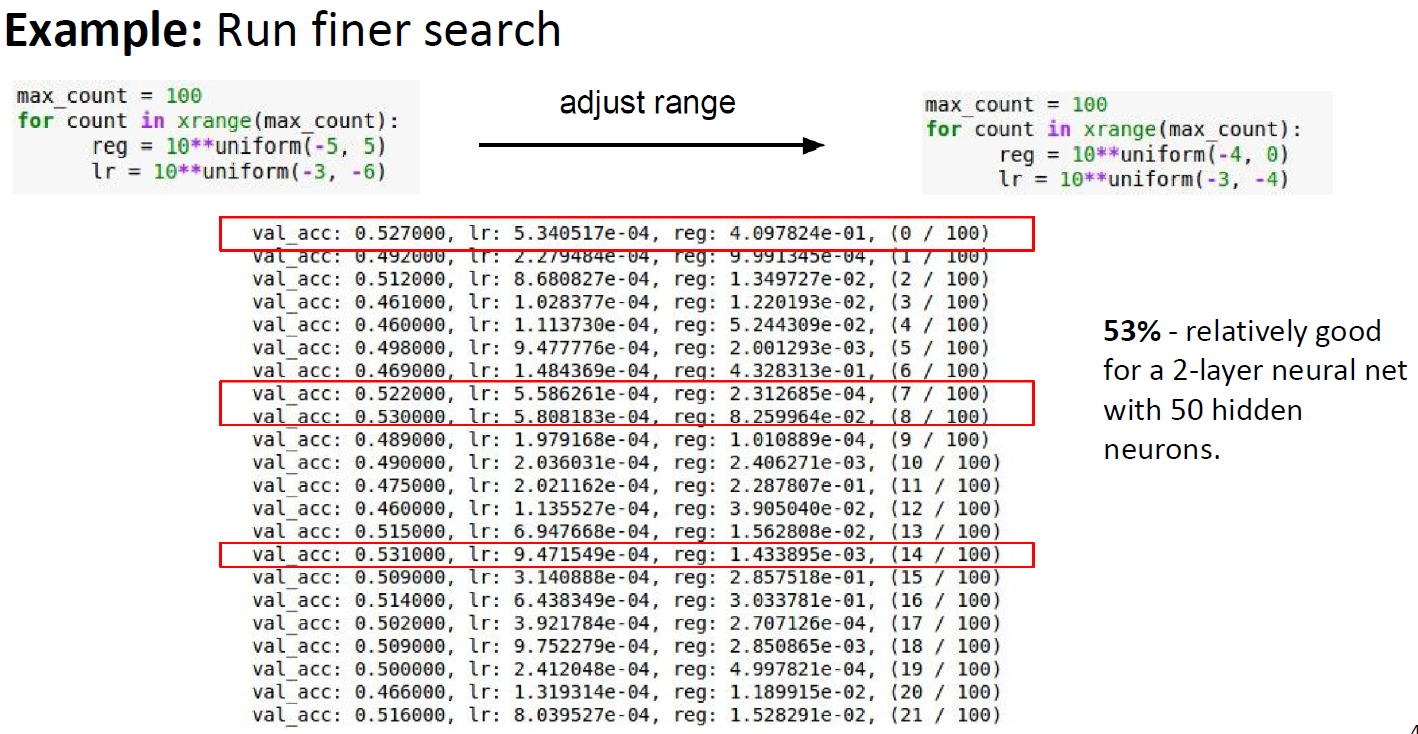 Example: Run finer search
max_count = 100
for count in xrange(max_count):
reg = 10**uniform(-5, 5)
lr = 10**uniform(-3, -6)
adjust range
max_count = 100
for count in xrange(max_count):
reg = 10**uniform(-4, 0)
lr = 10**uniform(-3, -4)
val_acc: 0.527000, lr: 5.340517e-04, reg: 4.097824e-01, (0 / 100)
val_acc: 0.492000, lr: 2.279484e-04, reg: 9.991345e-04, (1 / 100)
val_acc: 0.512000, lr: 8.680827e-04, reg: 1.349727e-02, (2 / 100)
val_acc: 0.461000, lr: 1.028377e-04, reg: 1.220193e-02, (3 / 100)
val_acc: 0.460000, lr: 1.113730e-04, reg: 5.244309e-02, (4 / 100)
val_acc: 0.498000, lr: 9.477776e-04, reg: 2.001293e-03, (5 / 100)
val_acc: 0.469000, lr: 1.484369e-04, reg: 4.328313e-01, (6 / 100)
val_acc: 0.522000, lr: 5.586261e-04, reg: 2.312685e-04, (7 / 100)
val_acc: 0.530000, lr: 5.808183e-04, reg: 8.259964e-02, (8 / 100)
val_acc: 0.489000, lr: 1.979168e-04, reg: 1.010889e-04, (9 / 100)
val_acc: 0.490000, lr: 2.036031e-04, reg: 2.406271e-03, (10 / 100)
val_acc: 0.475000, lr: 2.021162e-04, reg: 2.287807e-01, (11 / 100)
val_acc: 0.460000, lr: 1.135527e-04, reg: 3.905040e-02, (12 / 100)
val_acc: 0.515000, lr: 6.947668e-04, reg: 1.562808e-02, (13 / 100)
val_acc: 0.531000, lr: 9.471549e-04, reg: 1.433895e-03, (14 / 100)
val_acc: 0.509000, lr: 3.140888e-04, reg: 2.857518e-01, (15 / 100)
val_acc: 0.514000, lr: 6.438349e-04, reg: 3.033781e-01, (16 / 100)
val_acc: 0.502000, lr: 3.921784e-04, reg: 2.707126e-04, (17 / 100)
val_acc: 0.509000, lr: 9.752279e-04, reg: 2.850865e-03, (18 / 100)
val_acc: 0.500000, lr: 2.412048e-04, reg: 4.997821e-04, (19 / 100)
val_acc: 0.466000, lr: 1.319314e-04, reg: 1.189915e-02, (20 / 100)
val_acc: 0.516000, lr: 8.039527e-04, reg: 1.528291e-02, (21 / 100)
53% - relatively good
for a 2-layer neural net
with 50 hidden
neurons.